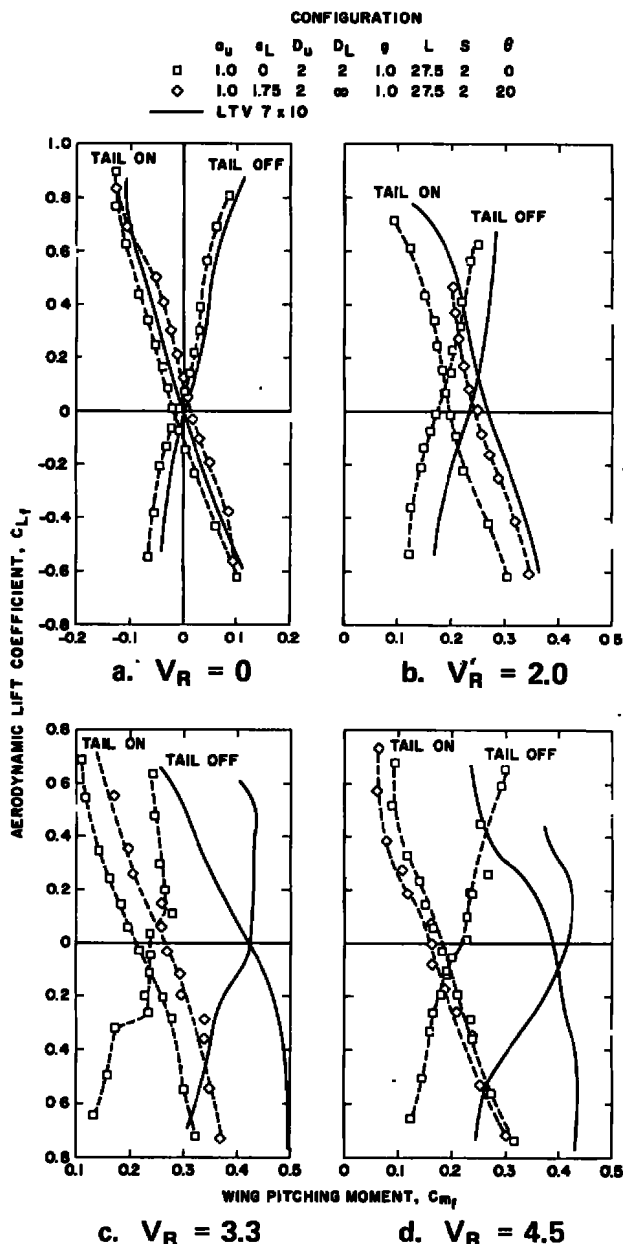 CONFIGURATION
α_u α_L D_u D_L φ L S θ
□ 1.0 0 2 2 1.0 27.5 2 0
◇ 1.0 1.75 2 ∞ 1.0 27.5 2 20
LTV 7 x 10
AERODYNAMIC LIFT COEFFICIENT, C_Lf
1.0
0.8
0.6
0.4
0.2
0
-0.2
-0.4
-0.6
-0.8
TAIL ON TAIL OFF
-0.2 -0.1 0 0.1 0.2
a. V_R = 0
TAIL ON
TAIL OFF
0 0.1 0.2 0.3 0.4 0.5
b. V'_R = 2.0
0.8
0.6
0.4
0.2
0
0.2
0.4
0.6
0.8
TAIL ON TAIL OFF
0.1 0.2 0.3 0.4 0.5
TAIL ON TAIL OFF
0 0.1 0.2 0.3 0.4 0.5
WING PITCHING MOMENT, C_mf
c. V_R = 3.3
d. V_R = 4.5